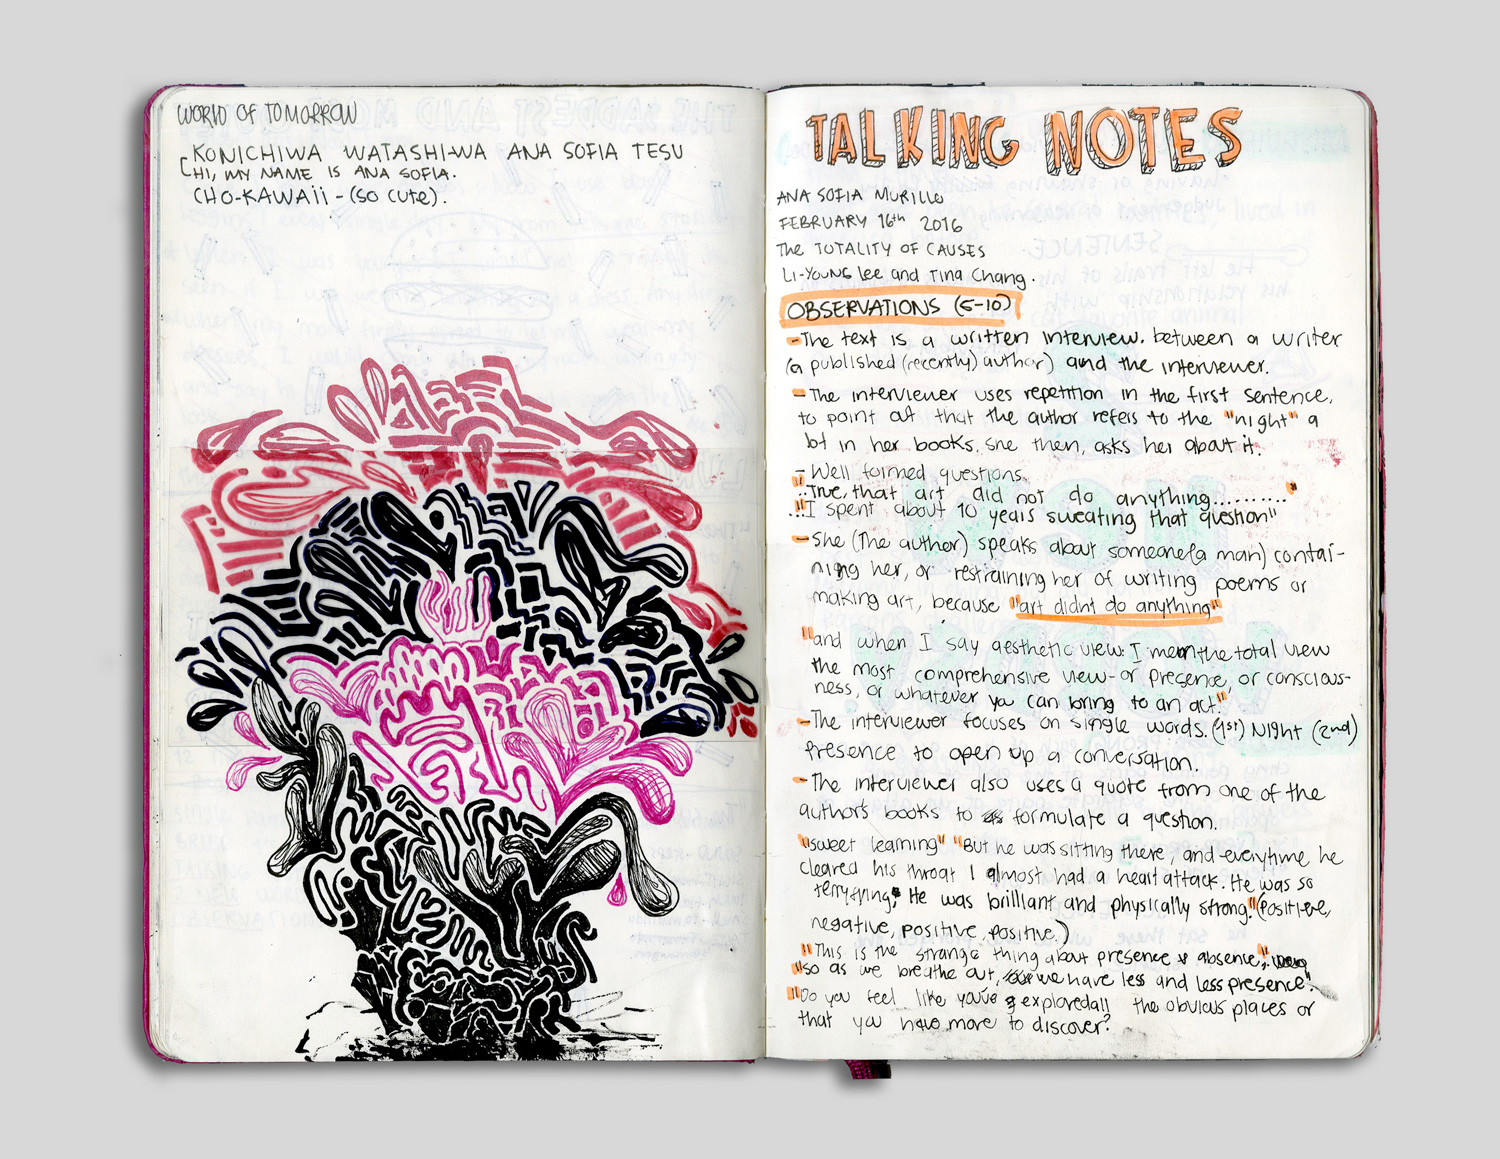 WORLD OF TOMORROW
KONICHIWA WATASHI-WA ANA SOFIA TESU
HI, MY NAME IS ANA SOFIA.
CHO-KAWAII - (SO CUTE).
TALKING NOTES
ANA SOFIA MURILLO
FEBRUARY 16th 2016
The TOTALITY OF CAUSES
LI-YOUNG Lee and Tina Chang.
OBSERVATIONS (5-10)
- The text is a written interview. between a writer
(a published (recently) author) and the interviewer.
- The interviewer uses repetition in the first sentence,
to point out that the author refers to the "night" a
lot in her books. She then, asks her about it.
- Well formed questions.
"...True, that art did not do anything.........."
..."I spent about 10 years sweating that question"
- She (The author) speaks about someone (a man) contai-
ning her, or restraining her of writing poems or
making art, because "art didnt do anything"
"and when I say aesthetic view: I mean the total view
the most comprehensive view- or presence, or conscious-
ness, or whatever you can bring to an act."
- The interviewer focuses on single words. (1st) Night (2nd)
presence to open up a conversation.
- The interviewer also uses a quote from one of the
authors books to formulate a question.
"sweet learning" "But he was sitting there, and everytime he
cleared his throat I almost had a heart attack. He was so
terrifying. He was brilliant and physically strong." (positive,
negative, positive, positive.)
"This is the strange thing about presence & absence,"
"so as we breathe out, we have less and less presence".
"Do you feel like you've explored all the obvious places or
that you have more to discover?